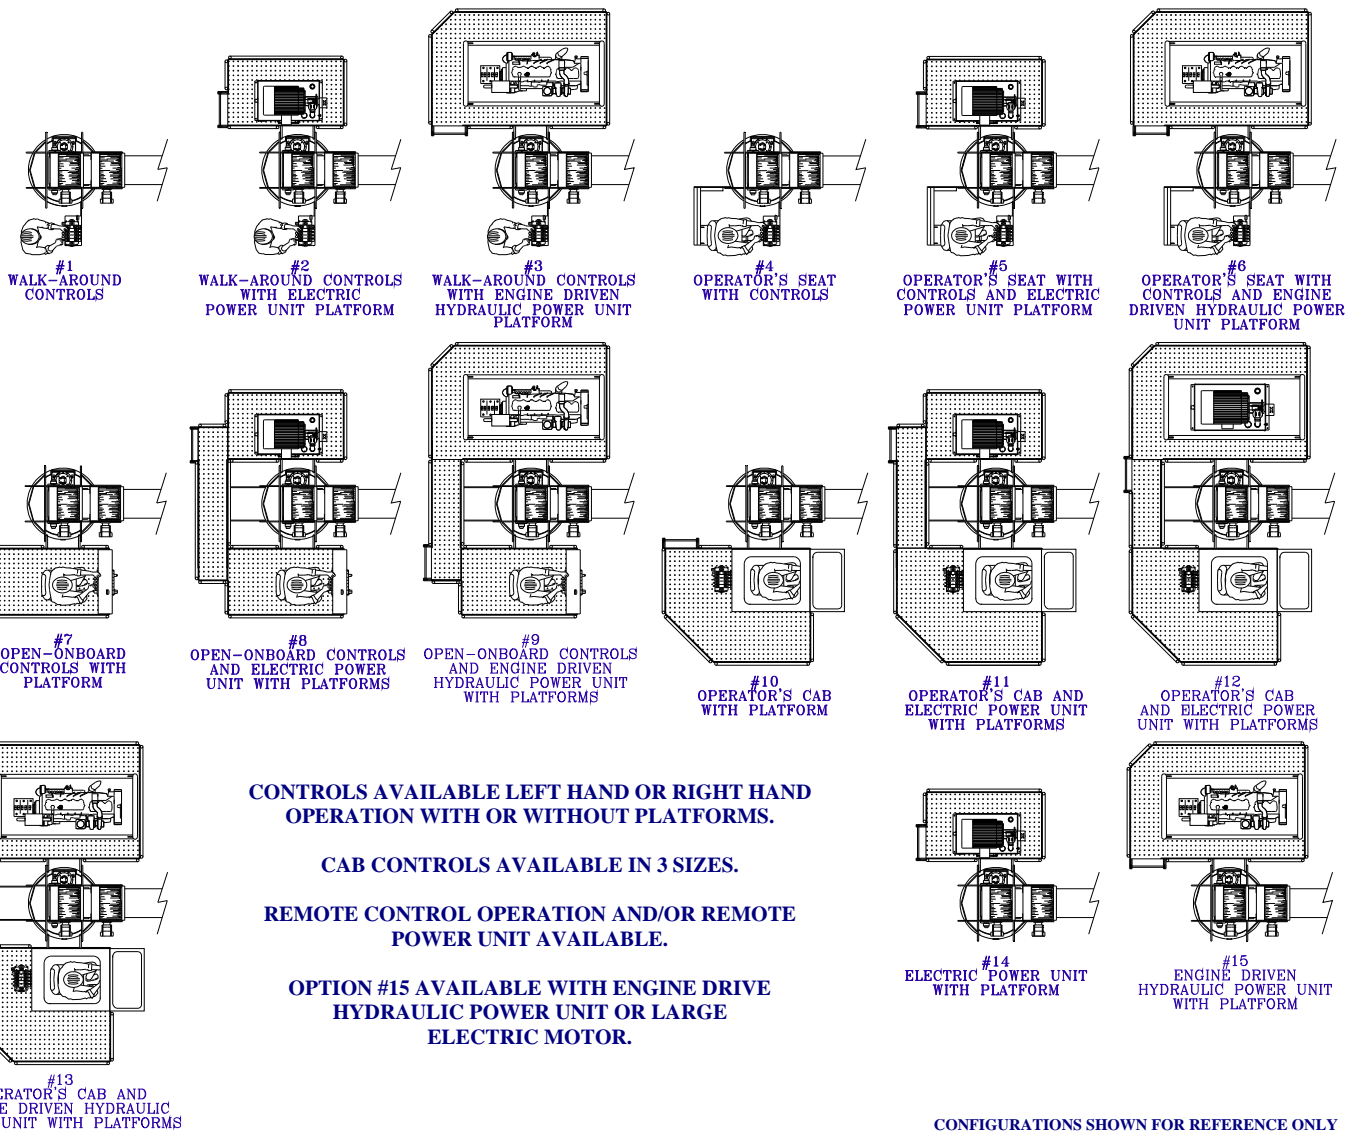 #1
WALK-AROUND
CONTROLS
#2
WALK-AROUND CONTROLS
WITH ELECTRIC
POWER UNIT PLATFORM
#3
WALK-AROUND CONTROLS
WITH ENGINE DRIVEN
HYDRAULIC POWER UNIT
PLATFORM
#4
OPERATOR'S SEAT
WITH CONTROLS
#5
OPERATOR'S SEAT WITH
CONTROLS AND ELECTRIC
POWER UNIT PLATFORM
#6
OPERATOR'S SEAT WITH
CONTROLS AND ENGINE
DRIVEN HYDRAULIC POWER
UNIT PLATFORM
#7
OPEN-ONBOARD
CONTROLS WITH
PLATFORM
#8
OPEN-ONBOARD CONTROLS
AND ELECTRIC POWER
UNIT WITH PLATFORMS
#9
OPEN-ONBOARD CONTROLS
AND ENGINE DRIVEN
HYDRAULIC POWER UNIT
WITH PLATFORMS
#10
OPERATOR'S CAB
WITH PLATFORM
#11
OPERATOR'S CAB AND
ELECTRIC POWER UNIT
WITH PLATFORMS
#12
OPERATOR'S CAB
AND ELECTRIC POWER
UNIT WITH PLATFORMS
#13
ERATOR'S CAB AND
E DRIVEN HYDRAULIC
UNIT WITH PLATFORMS
CONTROLS AVAILABLE LEFT HAND OR RIGHT HAND
OPERATION WITH OR WITHOUT PLATFORMS.
CAB CONTROLS AVAILABLE IN 3 SIZES.
REMOTE CONTROL OPERATION AND/OR REMOTE
POWER UNIT AVAILABLE.
OPTION #15 AVAILABLE WITH ENGINE DRIVE
HYDRAULIC POWER UNIT OR LARGE
ELECTRIC MOTOR.
#14
ELECTRIC POWER UNIT
WITH PLATFORM
#15
ENGINE DRIVEN
HYDRAULIC POWER UNIT
WITH PLATFORM
CONFIGURATIONS SHOWN FOR REFERENCE ONLY